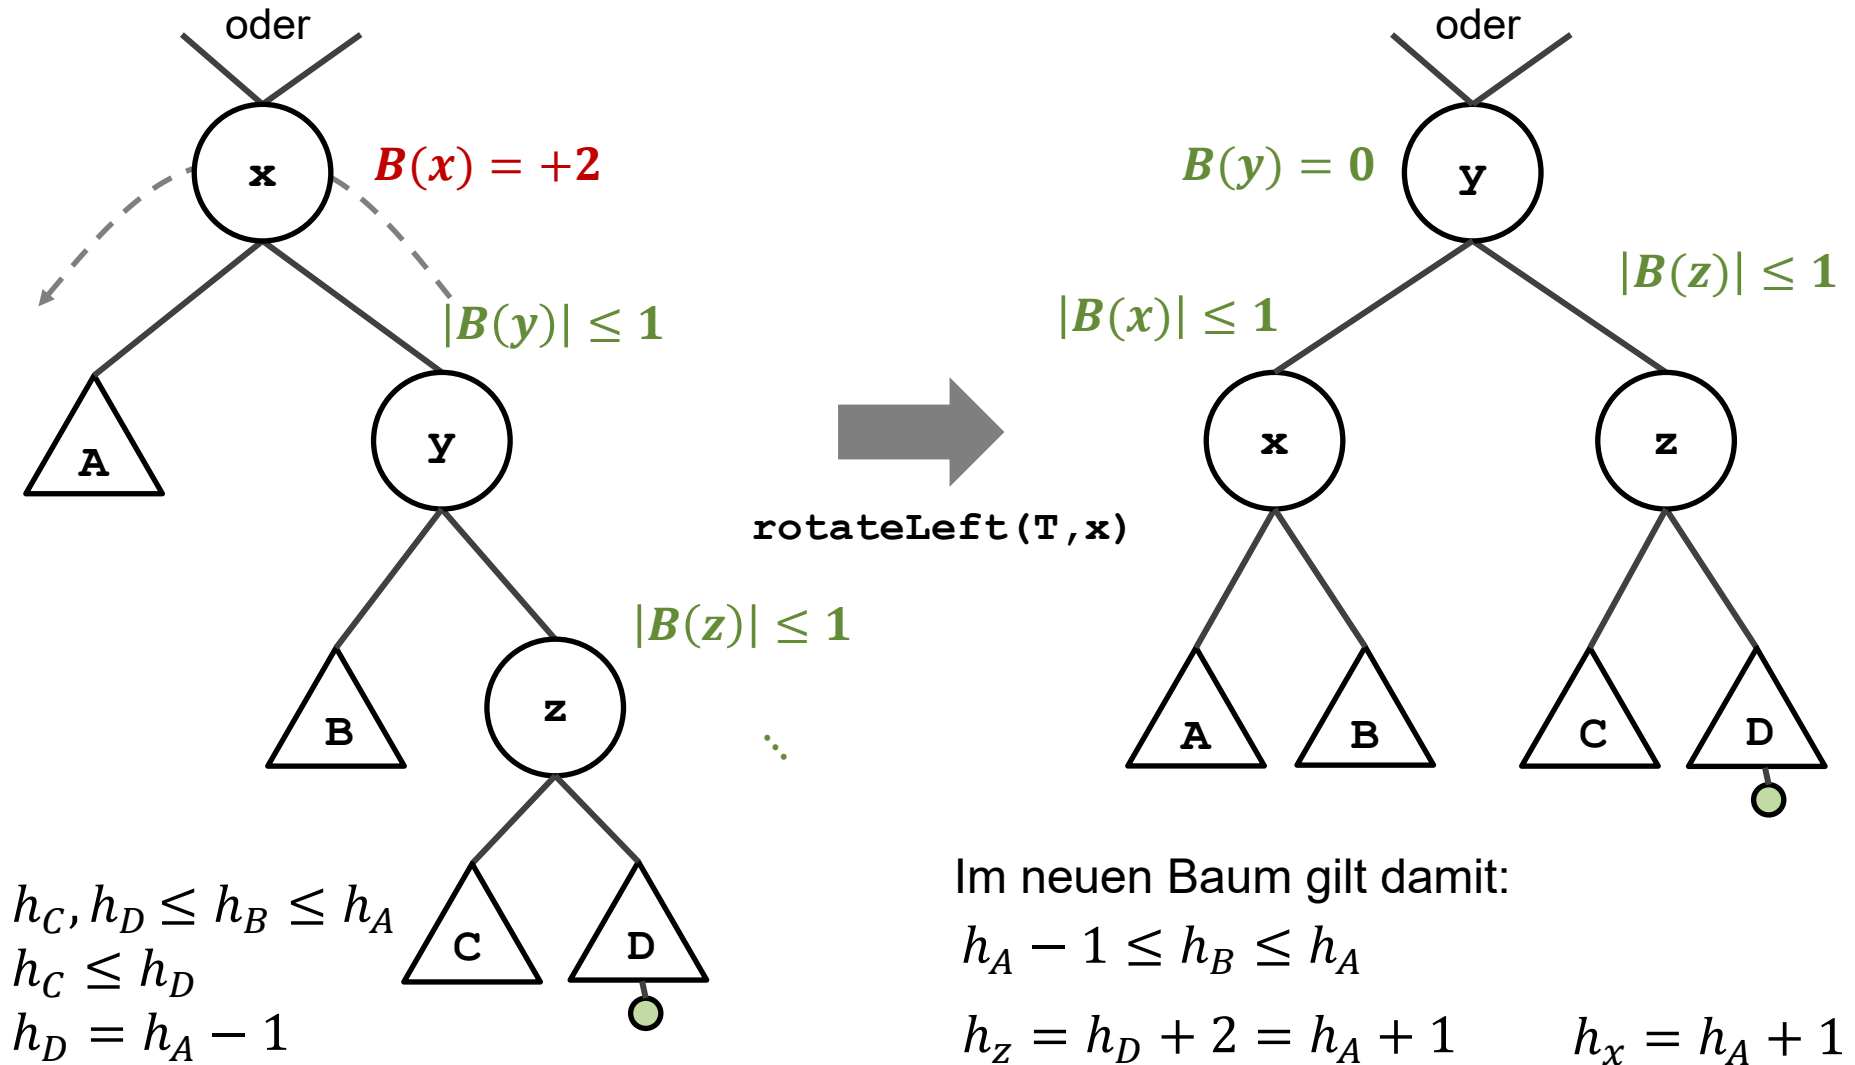 oder
x
B(x) = +2
|B(y)| ≤ 1
A
y
|B(z)| ≤ 1
B
z
C
D
h_C, h_D ≤ h_B ≤ h_A
h_C ≤ h_D
h_D = h_A − 1
rotateLeft(T,x)
oder
B(y) = 0
y
|B(z)| ≤ 1
|B(x)| ≤ 1
x
z
A
B
C
D
Im neuen Baum gilt damit:
h_A − 1 ≤ h_B ≤ h_A
h_z = h_D + 2 = h_A + 1
h_x = h_A + 1